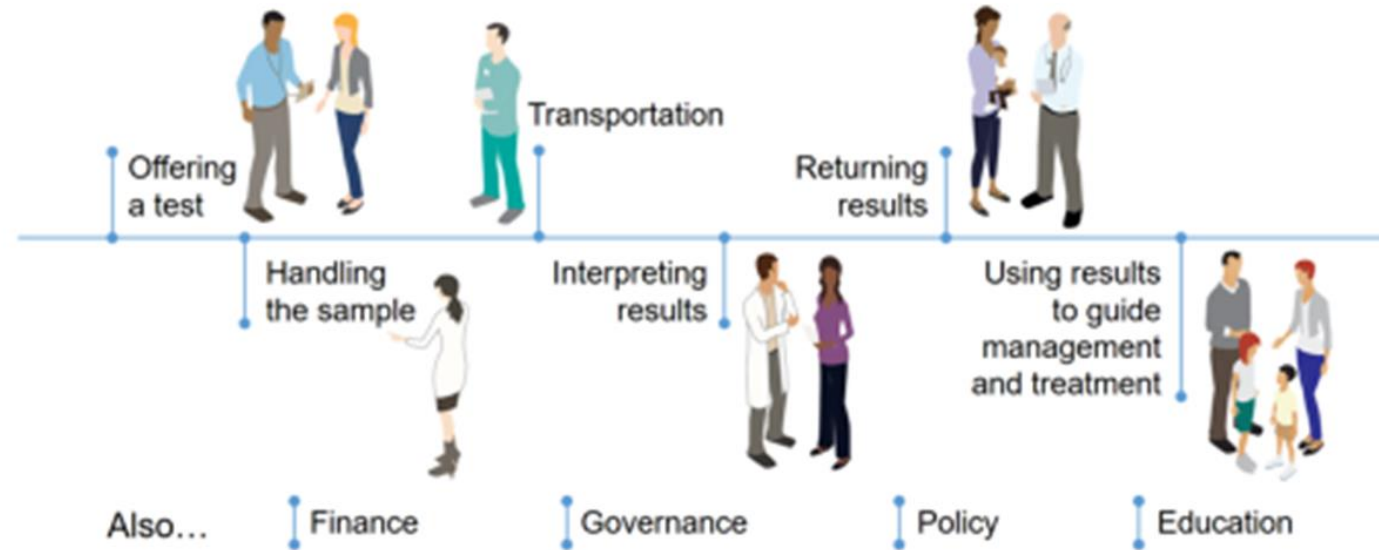 Offering
a test
Handling
the sample
Transportation
Interpreting
results
Returning
results
Using results
to guide
management
and treatment
Also...
Finance
Governance
Policy
Education